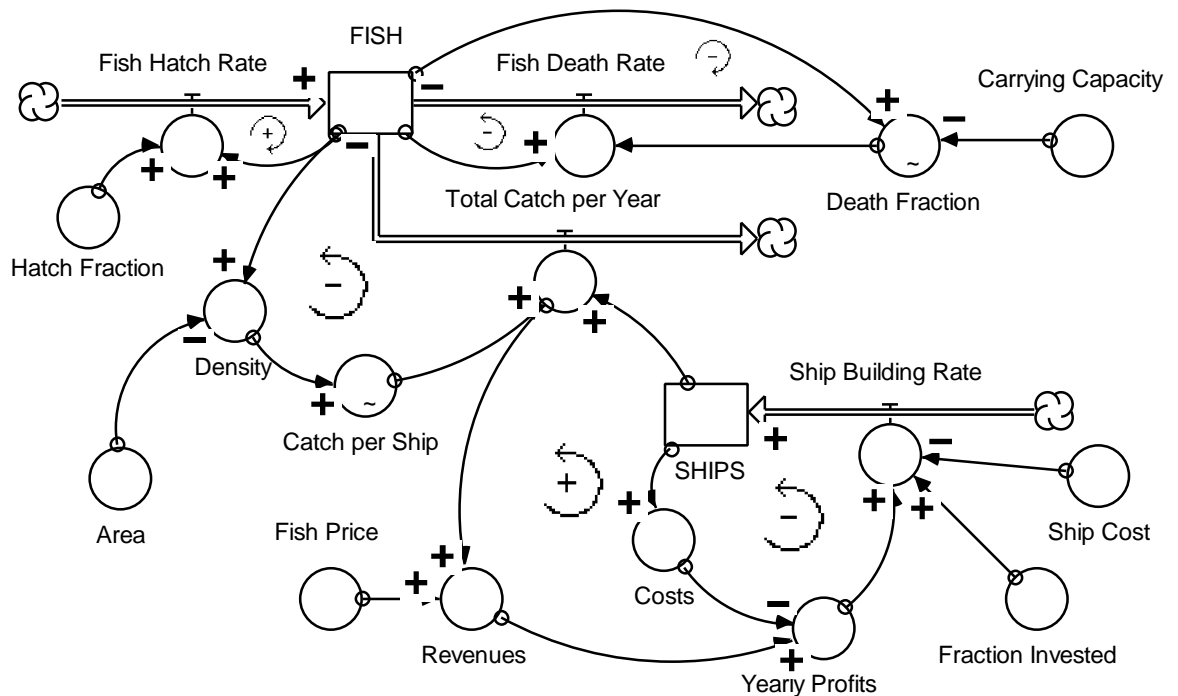 FISH
Fish Hatch Rate
Fish Death Rate
Carrying Capacity
Total Catch per Year
Death Fraction
Hatch Fraction
Density
Ship Building Rate
Catch per Ship
SHIPS
Area
Fish Price
Ship Cost
Costs
Revenues
Fraction Invested
Yearly Profits